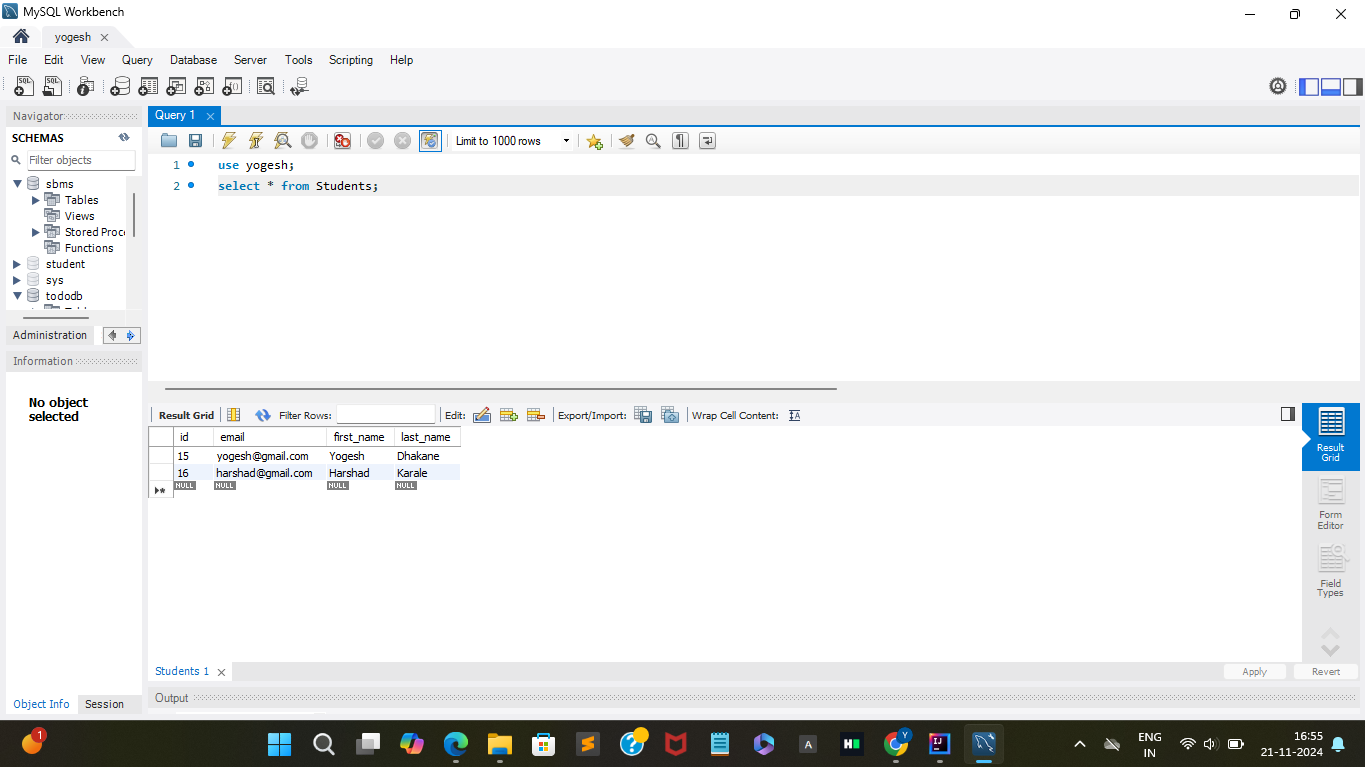 MySQL Workbench
yogesh
File Edit View Query Database Server Tools Scripting Help
Navigator
Query 1
SCHEMAS
Limit to 1000 rows
Filter objects
1 use yogesh;
2 select * from Students;
sbms
Tables
Views
Stored Proc
Functions
student
sys
tododb
Administration
Information
No object
selected
Result Grid Filter Rows: Edit: Export/Import: Wrap Cell Content:
id email first_name last_name
15 yogesh@gmail.com Yogesh Dhakane
16 harshad@gmail.com Harshad Karale
NULL NULL NULL NULL
Result
Grid
Form
Editor
Field
Types
Students 1
Apply Revert
Object Info Session
Output
1
ENG
IN
16:55
21-11-2024